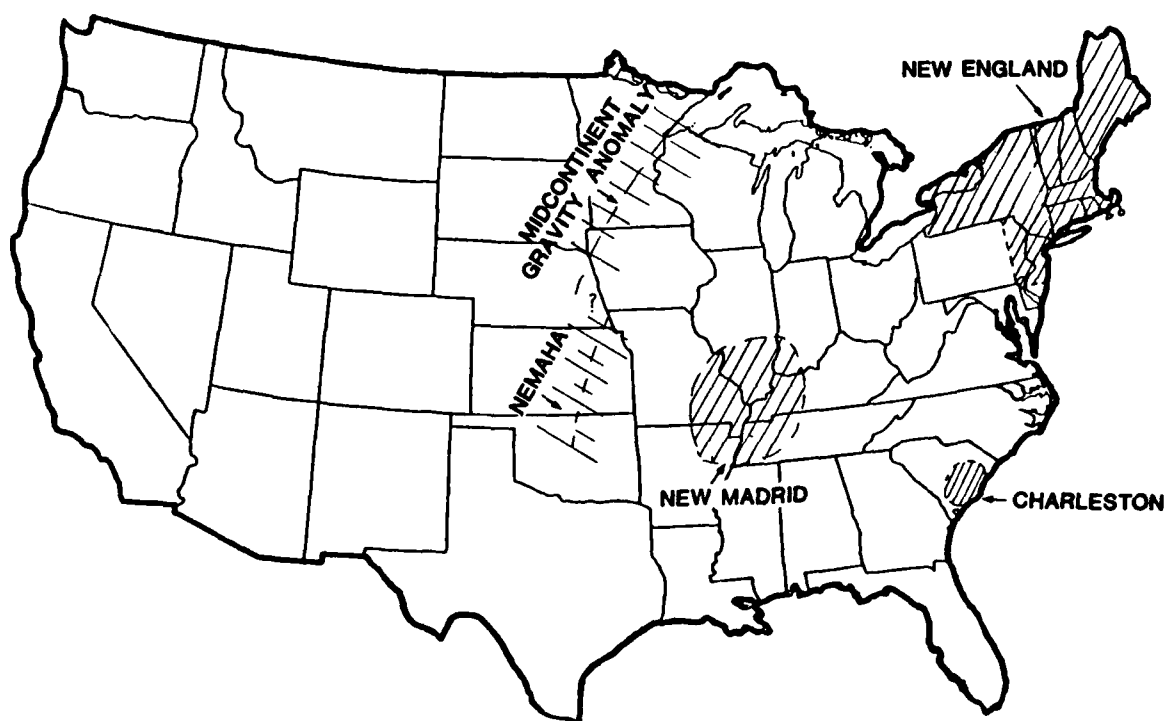 NEW ENGLAND
MIDCONTINENT
GRAVITY ANOMALY
?
NEMAHA
NEW MADRID
CHARLESTON